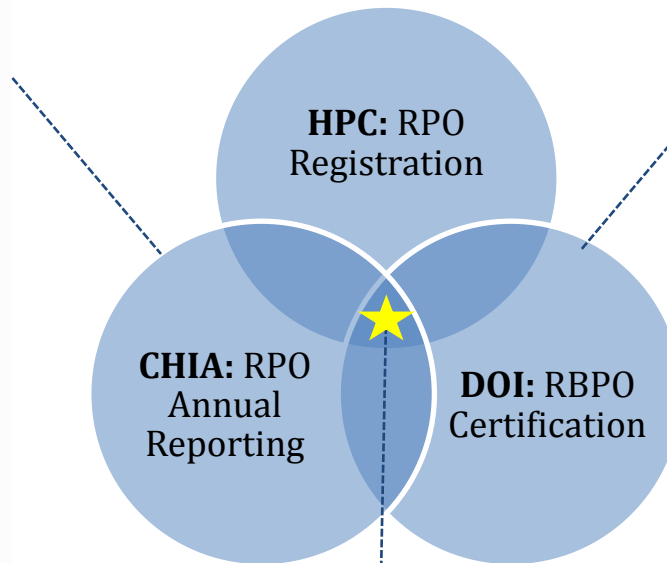 HPC: RPO
Registration
CHIA: RPO
Annual
Reporting
DOI: RBPO
Certification